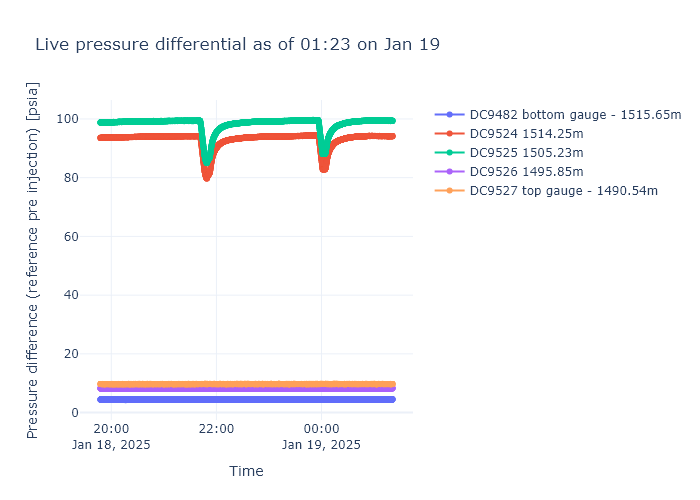 Live pressure differential as of 01:23 on Jan 19
Pressure difference (reference pre injection) [psia]
100
80
60
40
20
0
20:00
Jan 18, 2025
22:00
00:00
Jan 19, 2025
Time
DC9482 bottom gauge - 1515.65m
DC9524 1514.25m
DC9525 1505.23m
DC9526 1495.85m
DC9527 top gauge - 1490.54m